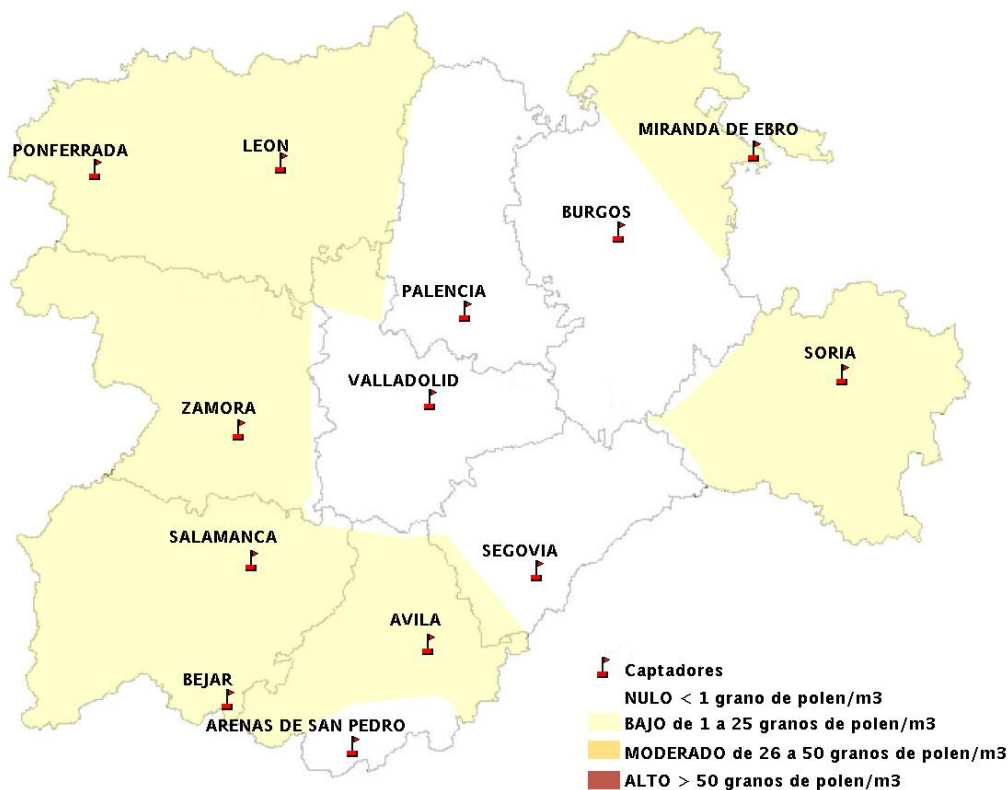 MIRANDA DE EBRO
LEON
PONFERRADA
BURGOS
PALENCIA
SORIA
VALLADOLID
ZAMORA
SALAMANCA
SEGOVIA
AVILA
Captadores
BEJAR
NULO < 1 grano de polen/m3
ARENAS DE SAN PEDRO
BAJO de 1 a 25 granos de polen/m3
MODERADO de 26 a 50 granos de polen/m3
ALTO > 50 granos de polen/m3